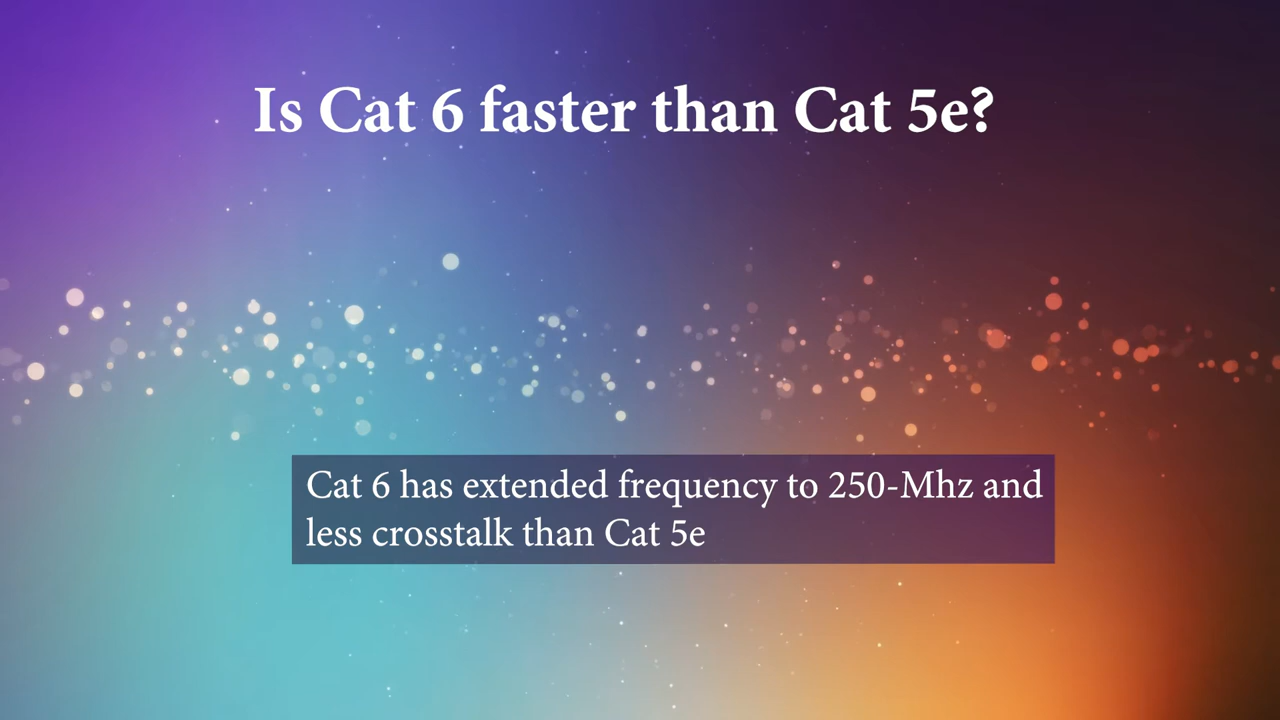 Is Cat 6 faster than Cat 5e?
Cat 6 has extended frequency to 250-Mhz and
less crosstalk than Cat 5e